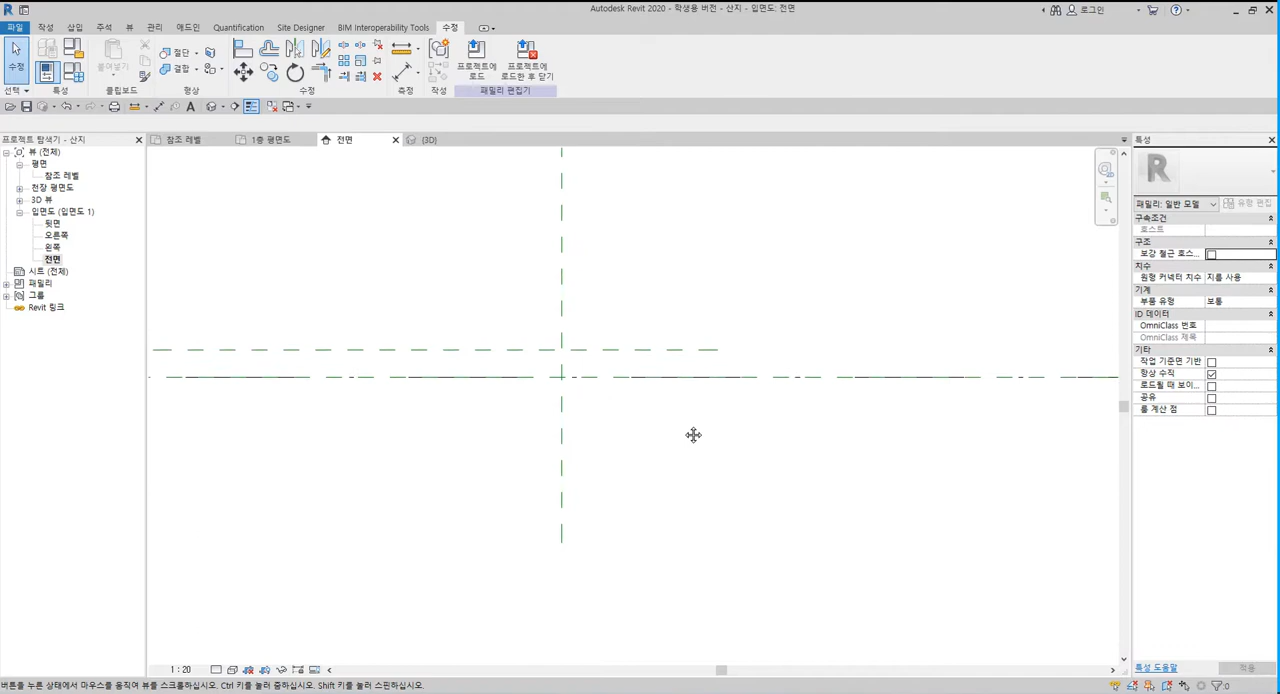 Autodesk Revit 2020 - 학생용 버전 - 산지 - 입면도: 전면
로그인
파일 작성 삽입 주석 뷰 관리 애드인 Quantification Site Designer BIM Interoperability Tools 수정
수정
붙여넣기
절단
결합
프로젝트에 로드
프로젝트에 로드한 후 닫기
선택 특성 클립보드 형상 수정 측정 작성 패밀리 편집기
프로젝트 탐색기 - 산지
참조 레벨 1층 평면도 전면 (3D)
특성
뷰 (전체)
평면
참조 레벨
천장 평면도
3D 뷰
입면도 (입면도 1)
뒷면
오른쪽
왼쪽
전면
시트 (전체)
패밀리
그룹
Revit 링크
R
패밀리: 일반 모델 유형 편집
구속조건
호스트
구조
보강 철근 호스...
치수
원형 커넥터 치수 지름 사용
기계
부품 유형 보통
ID 데이터
OmniClass 번호
OmniClass 제목
기타
작업 기준면 기반
항상 수직
로드될 때 보이...
공유
룸 계산 점
특성 도움말 적용
1 : 20
버튼을 누른 상태에서 마우스를 움직여 뷰를 스크롤하십시오. Ctrl 키를 눌러 줌하십시오. Shift 키를 눌러 스핀하십시오.
:0